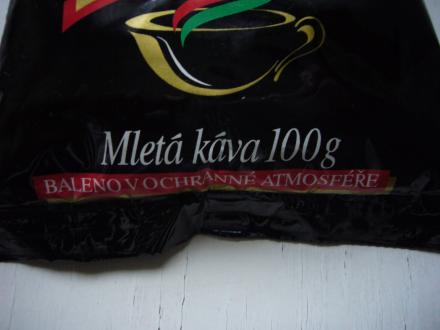 Mletá káva 100g
BALENO V OCHRANNÉ ATMOSFÉŘE